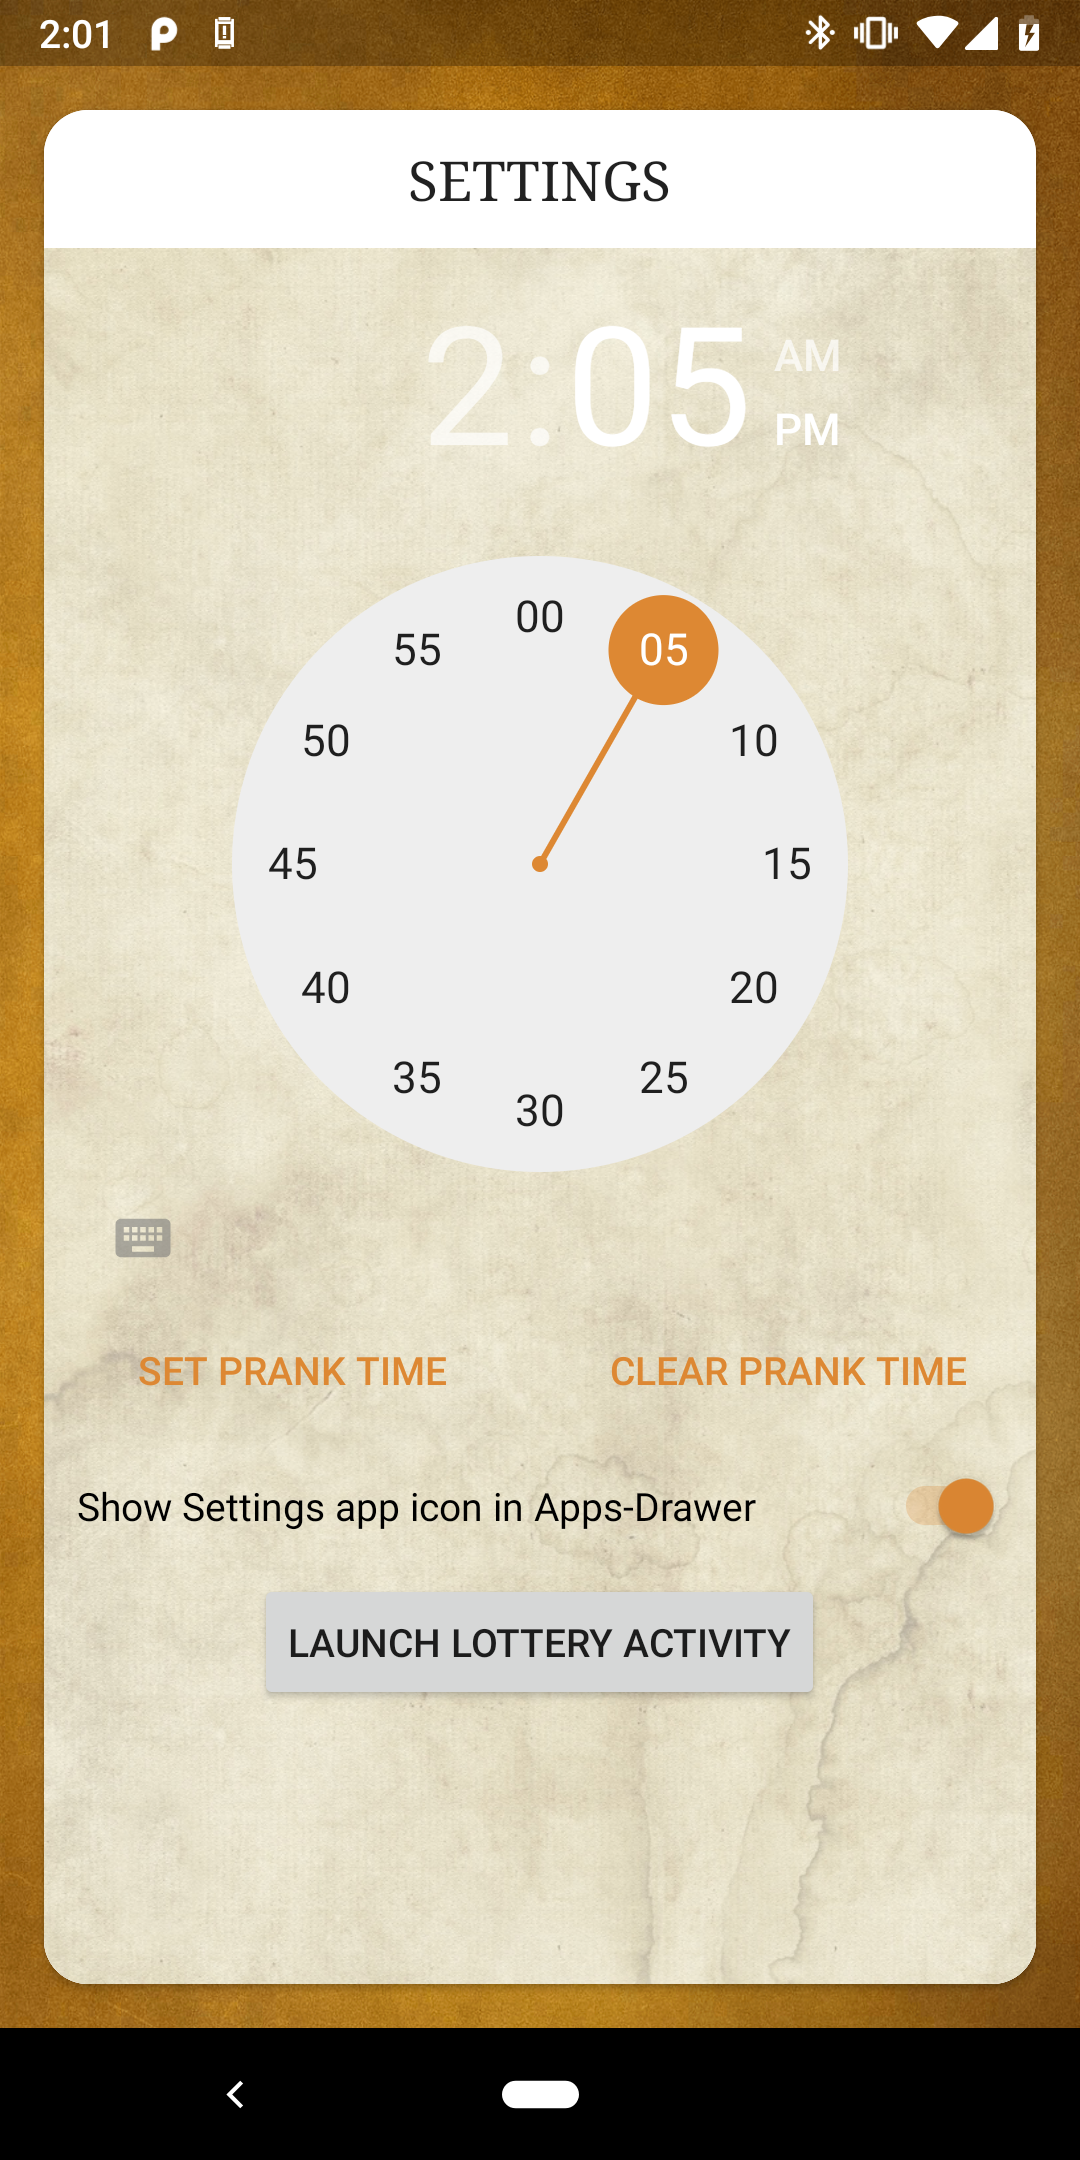 2:01
SETTINGS
2:05
AM
PM
00
55
05
50
10
45
15
40
20
35
25
30
SET PRANK TIME
CLEAR PRANK TIME
Show Settings app icon in Apps-Drawer
LAUNCH LOTTERY ACTIVITY